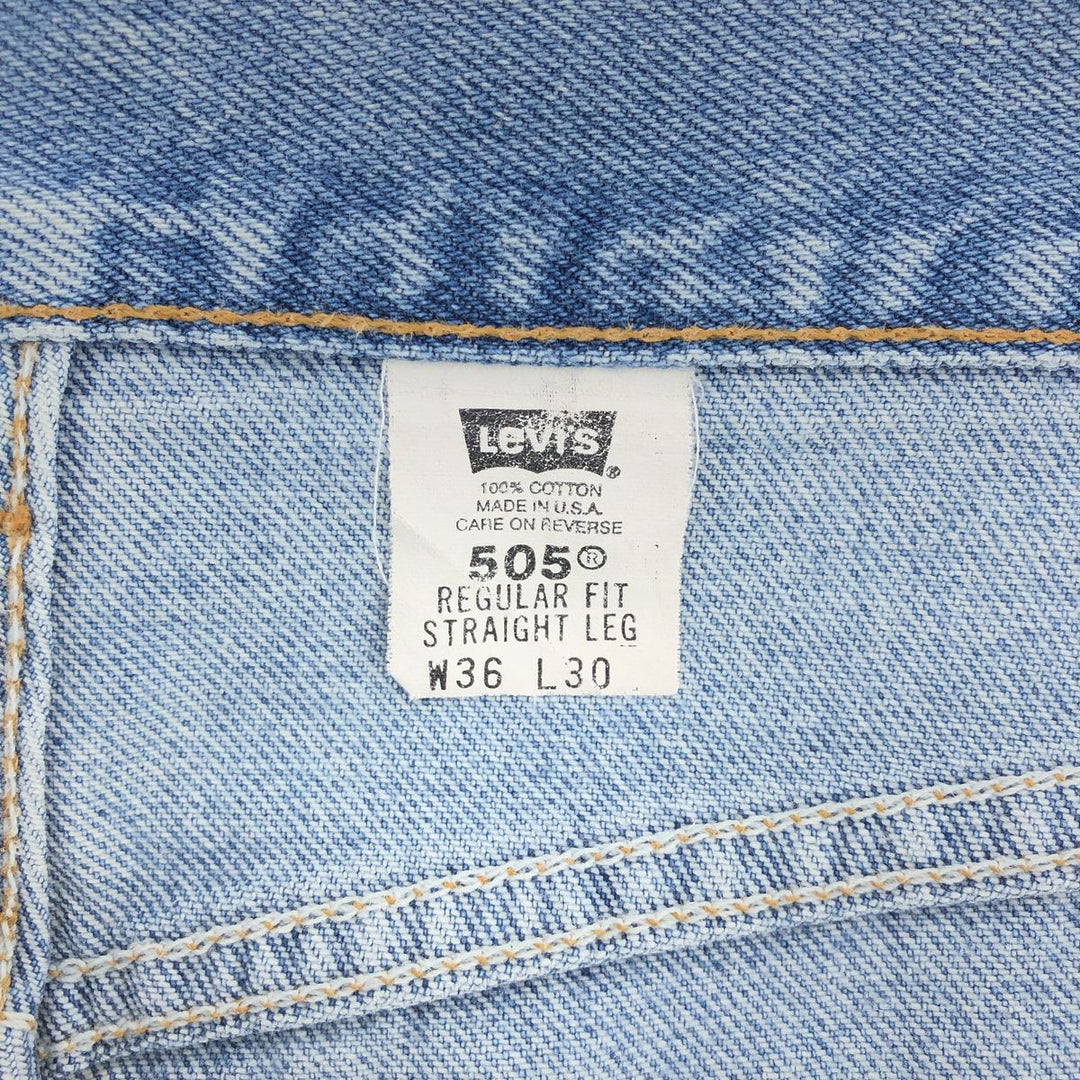 Levi's®
100% COTTON
MADE IN U.S.A.
CARE ON REVERSE
505®
REGULAR FIT
STRAIGHT LEG
W36 L30